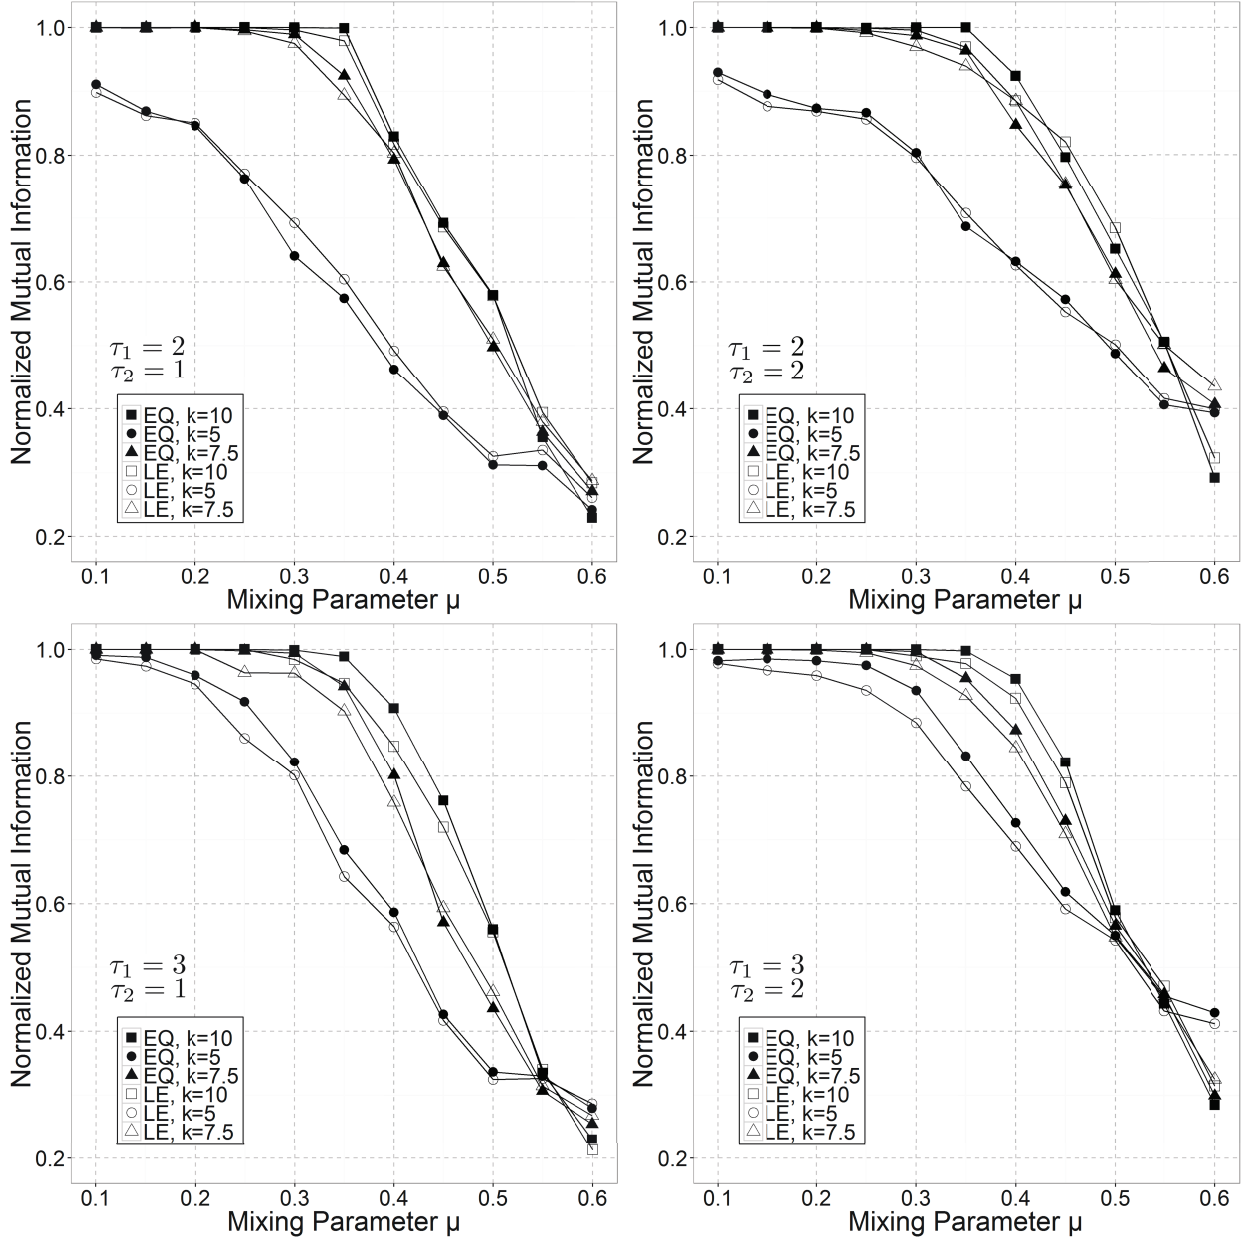 1.0
0.8
0.6
0.4
0.2
Normalized Mutual Information
τ1 = 2
τ2 = 1
EQ, k=10
EQ, k=5
EQ, k=7.5
LE, k=10
LE, k=5
LE, k=7.5
0.1 0.2 0.3 0.4 0.5 0.6
Mixing Parameter μ
1.0
0.8
0.6
0.4
0.2
Normalized Mutual Information
τ1 = 2
τ2 = 2
EQ, k=10
EQ, k=5
EQ, k=7.5
LE, k=10
LE, k=5
LE, k=7.5
0.1 0.2 0.3 0.4 0.5 0.6
Mixing Parameter μ
1.0
0.8
0.6
0.4
0.2
Normalized Mutual Information
τ1 = 3
τ2 = 1
EQ, k=10
EQ, k=5
EQ, k=7.5
LE, k=10
LE, k=5
LE, k=7.5
0.1 0.2 0.3 0.4 0.5 0.6
Mixing Parameter μ
1.0
0.8
0.6
0.4
0.2
Normalized Mutual Information
τ1 = 3
τ2 = 2
EQ, k=10
EQ, k=5
EQ, k=7.5
LE, k=10
LE, k=5
LE, k=7.5
0.1 0.2 0.3 0.4 0.5 0.6
Mixing Parameter μ